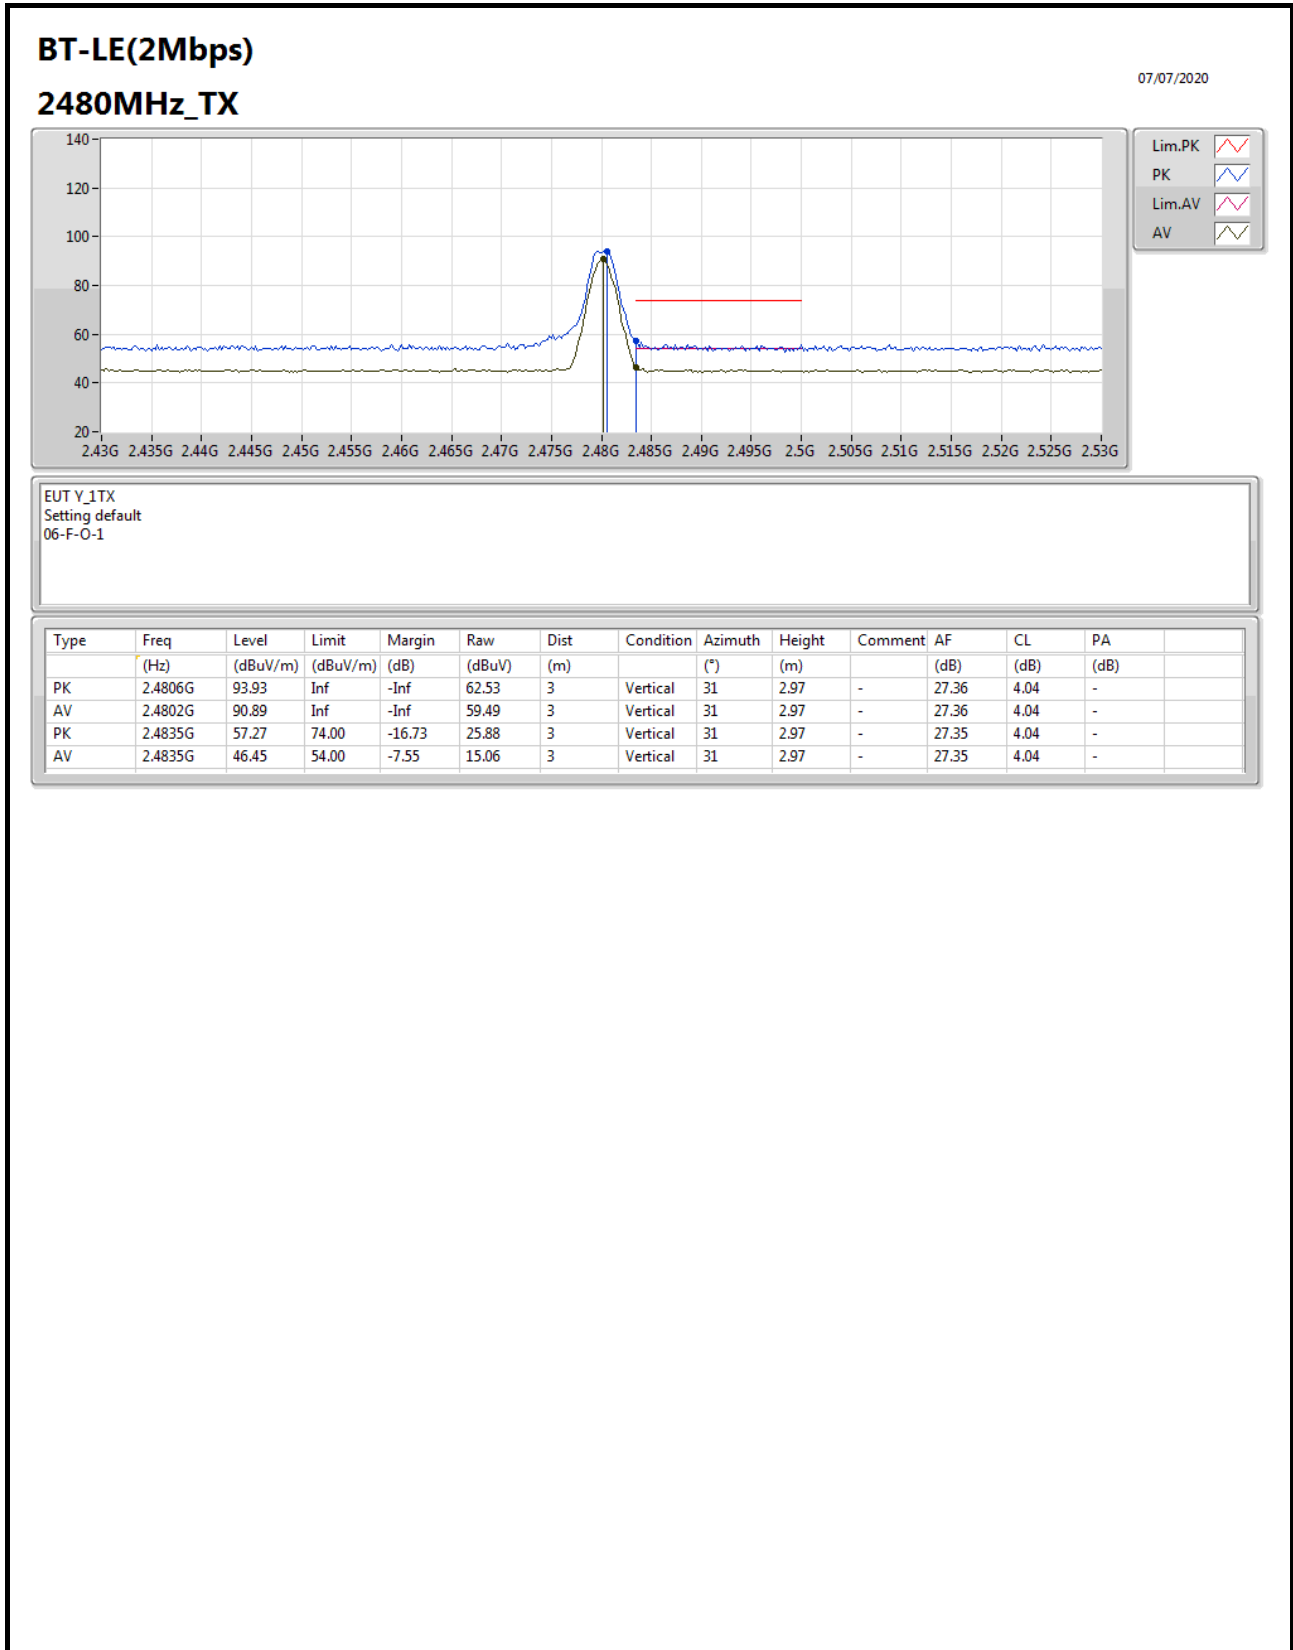 BT-LE(2Mbps)
07/07/2020
2480MHz_TX
140
120
100
80
60
40
20
2.43G 2.435G 2.44G 2.445G 2.45G 2.455G 2.46G 2.465G 2.47G 2.475G 2.48G 2.485G 2.49G 2.495G 2.5G 2.505G 2.51G 2.515G 2.52G 2.525G 2.53G
Lim.PK
PK
Lim.AV
AV
EUT Y_1TX
Setting default
06-F-O-1
Type Freq Level Limit Margin Raw Dist Condition Azimuth Height Comment AF CL PA
(Hz) (dBuV/m) (dBuV/m) (dB) (dBuV) (m) (°) (m) (dB) (dB) (dB)
PK 2.4806G 93.93 Inf -Inf 62.53 3 Vertical 31 2.97 - 27.36 4.04 -
AV 2.4802G 90.89 Inf -Inf 59.49 3 Vertical 31 2.97 - 27.36 4.04 -
PK 2.4835G 57.27 74.00 -16.73 25.88 3 Vertical 31 2.97 - 27.35 4.04 -
AV 2.4835G 46.45 54.00 -7.55 15.06 3 Vertical 31 2.97 - 27.35 4.04 -